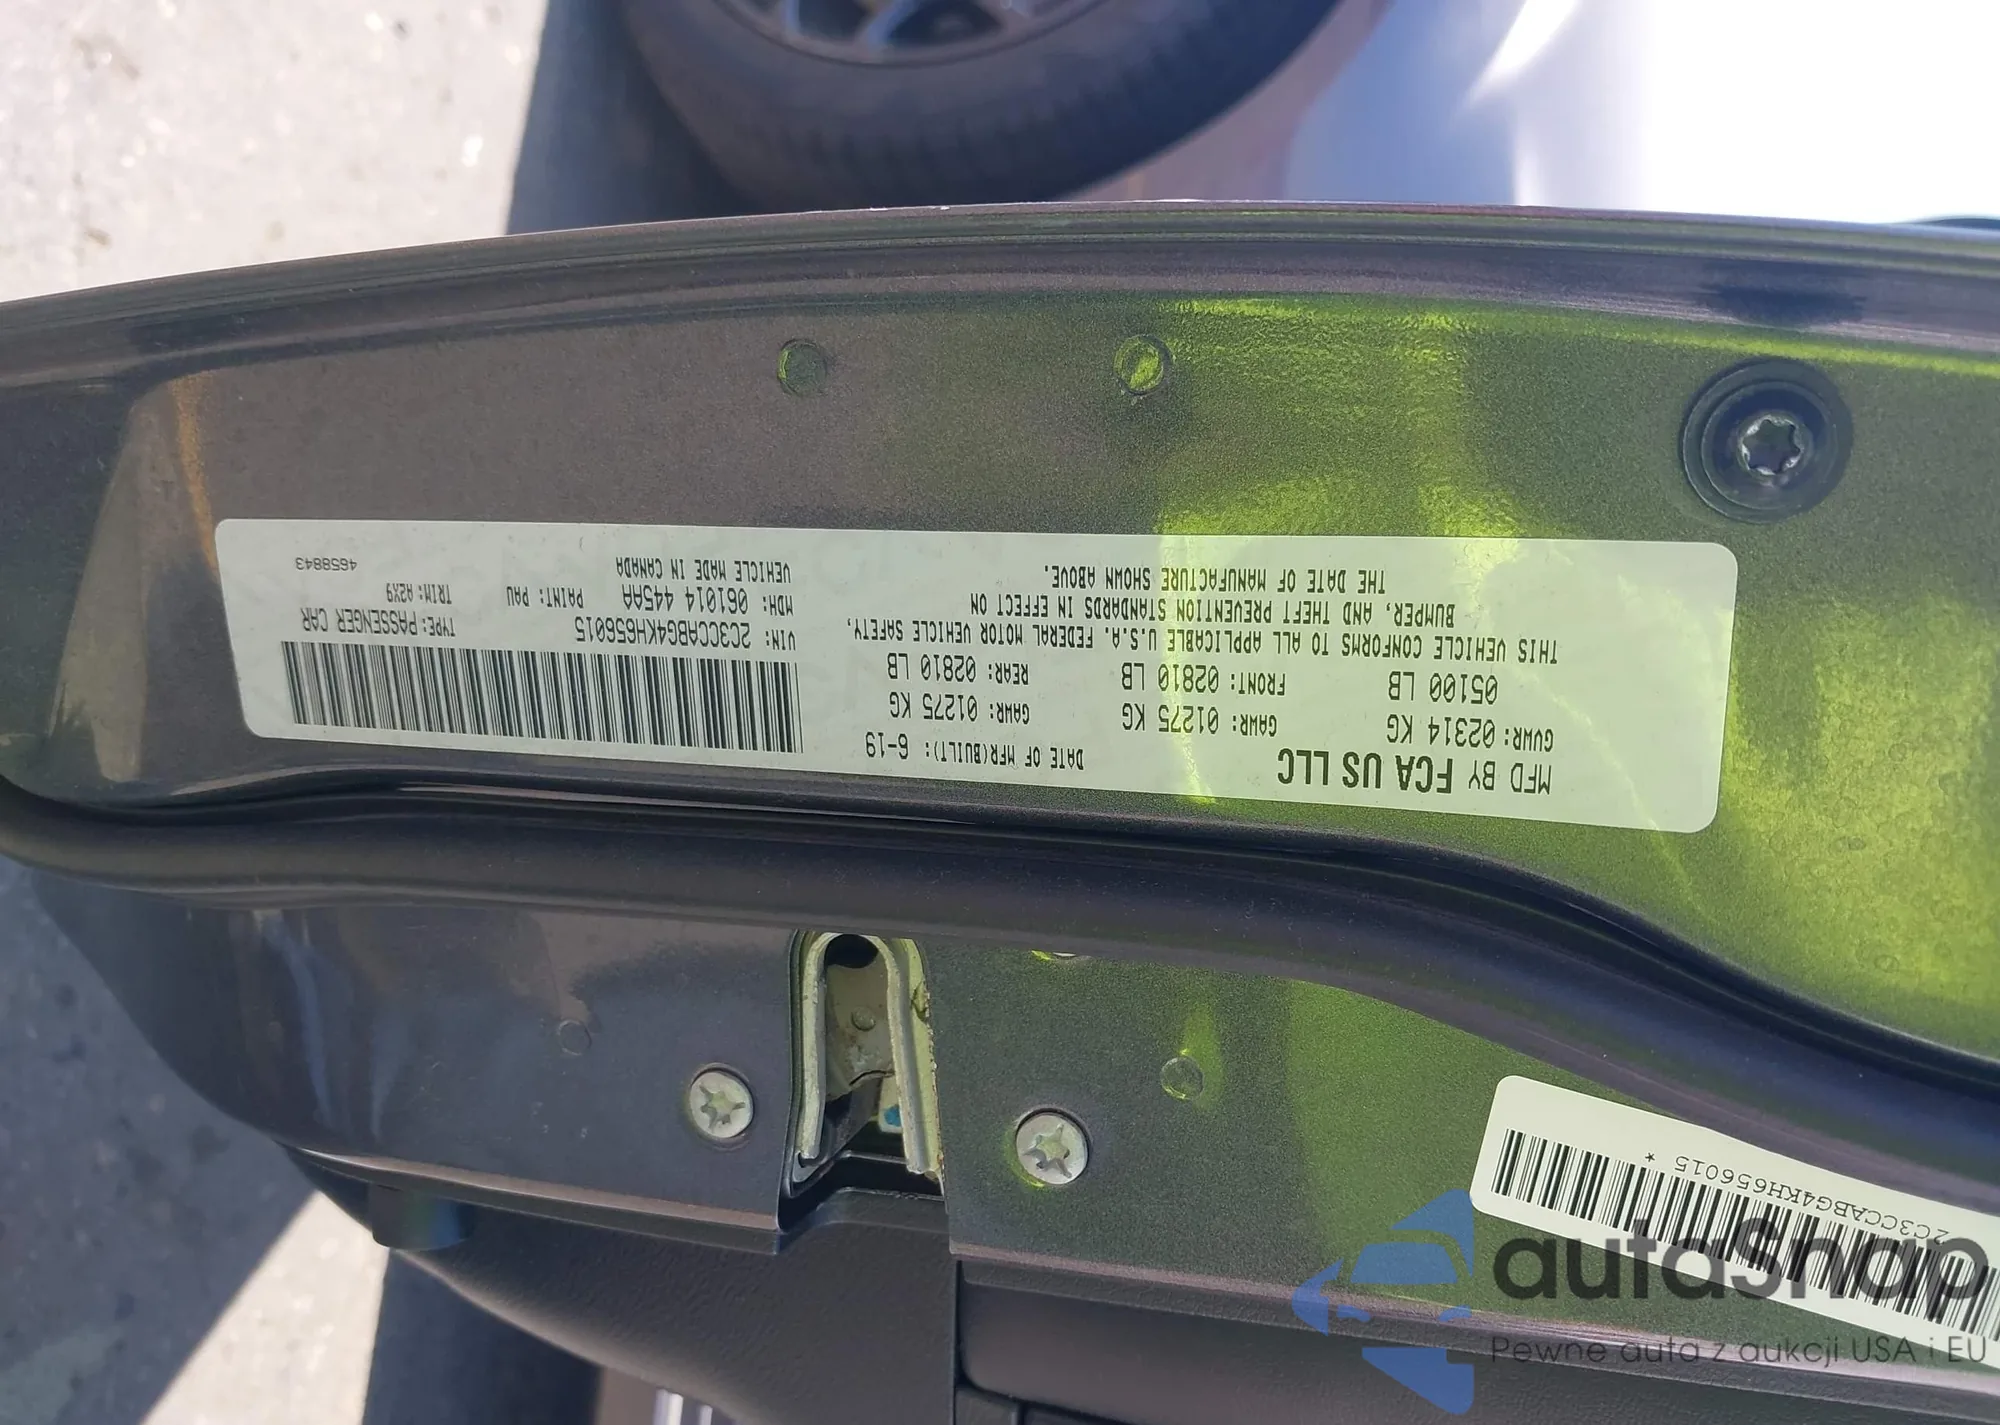 MFD BY FCA US LLC
DATE OF MFR(BUILT): 6-19
GVWR: 02314 KG
GAWR: 01275 KG
GAWR: 01275 KG
05100 LB
FRONT: 02810 LB
REAR: 02810 LB
THIS VEHICLE CONFORMS TO ALL APPLICABLE U.S.A. FEDERAL MOTOR VEHICLE SAFETY,
BUMPER, AND THEFT PREVENTION STANDARDS IN EFFECT ON
THE DATE OF MANUFACTURE SHOWN ABOVE.
VIN: 2C3CCABG4KH656015
TYPE: PASSENGER CAR
MDH: 061014 445AA
PAINT: PAU
TRIM: A2X9
VEHICLE MADE IN CANADA
4658843
2C3CCABG4KH656015 *
autaSnap
Pewne auta z aukcji USA i EU